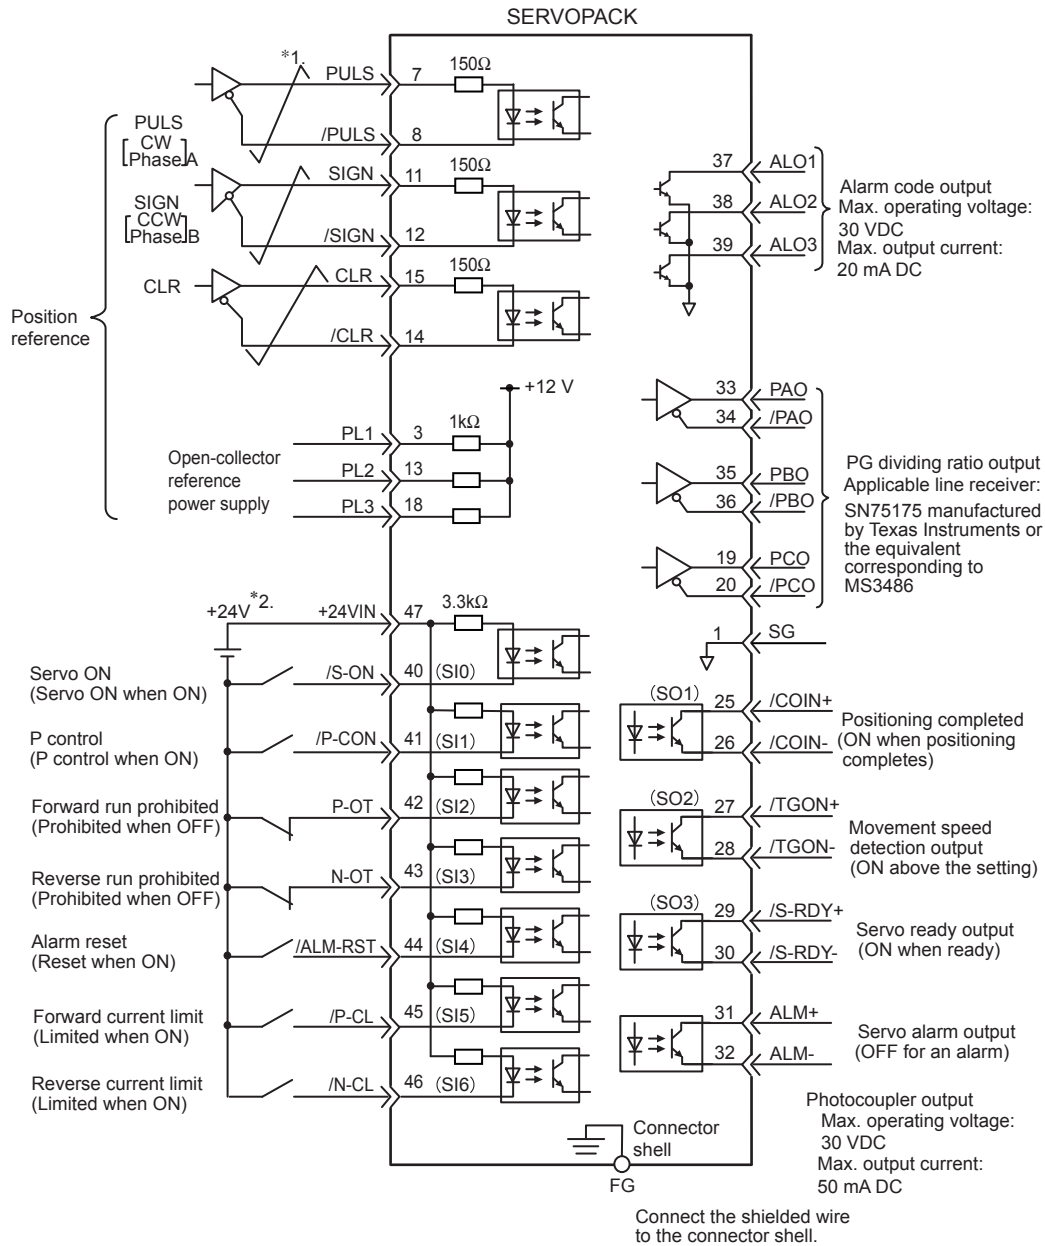 SERVOPACK
*1.
PULS
7
150Ω
/PULS
8
PULS
[CW
Phase A]
SIGN
11
150Ω
/SIGN
12
SIGN
[CCW
Phase B]
CLR
CLR
15
150Ω
/CLR
14
Position
reference
+12 V
PL1
3
1kΩ
PL2
13
PL3
18
Open-collector
reference
power supply
+24V
*2.
+24VIN
47
3.3kΩ
Servo ON
(Servo ON when ON)
/S-ON
40
(SI0)
P control
(P control when ON)
/P-CON
41
(SI1)
Forward run prohibited
(Prohibited when OFF)
P-OT
42
(SI2)
Reverse run prohibited
(Prohibited when OFF)
N-OT
43
(SI3)
Alarm reset
(Reset when ON)
/ALM-RST
44
(SI4)
Forward current limit
(Limited when ON)
/P-CL
45
(SI5)
Reverse current limit
(Limited when ON)
/N-CL
46
(SI6)
37
ALO1
38
ALO2
39
ALO3
Alarm code output
Max. operating voltage:
30 VDC
Max. output current:
20 mA DC
33
PAO
34
/PAO
35
PBO
36
/PBO
19
PCO
20
/PCO
PG dividing ratio output
Applicable line receiver:
SN75175 manufactured
by Texas Instruments or
the equivalent
corresponding to
MS3486
1
SG
(SO1)
25
/COIN+
26
/COIN-
Positioning completed
(ON when positioning
completes)
(SO2)
27
/TGON+
28
/TGON-
Movement speed
detection output
(ON above the setting)
(SO3)
29
/S-RDY+
30
/S-RDY-
Servo ready output
(ON when ready)
31
ALM+
32
ALM-
Servo alarm output
(OFF for an alarm)
Photocoupler output
Max. operating voltage:
30 VDC
Max. output current:
50 mA DC
Connector
shell
FG
Connect the shielded wire
to the connector shell.